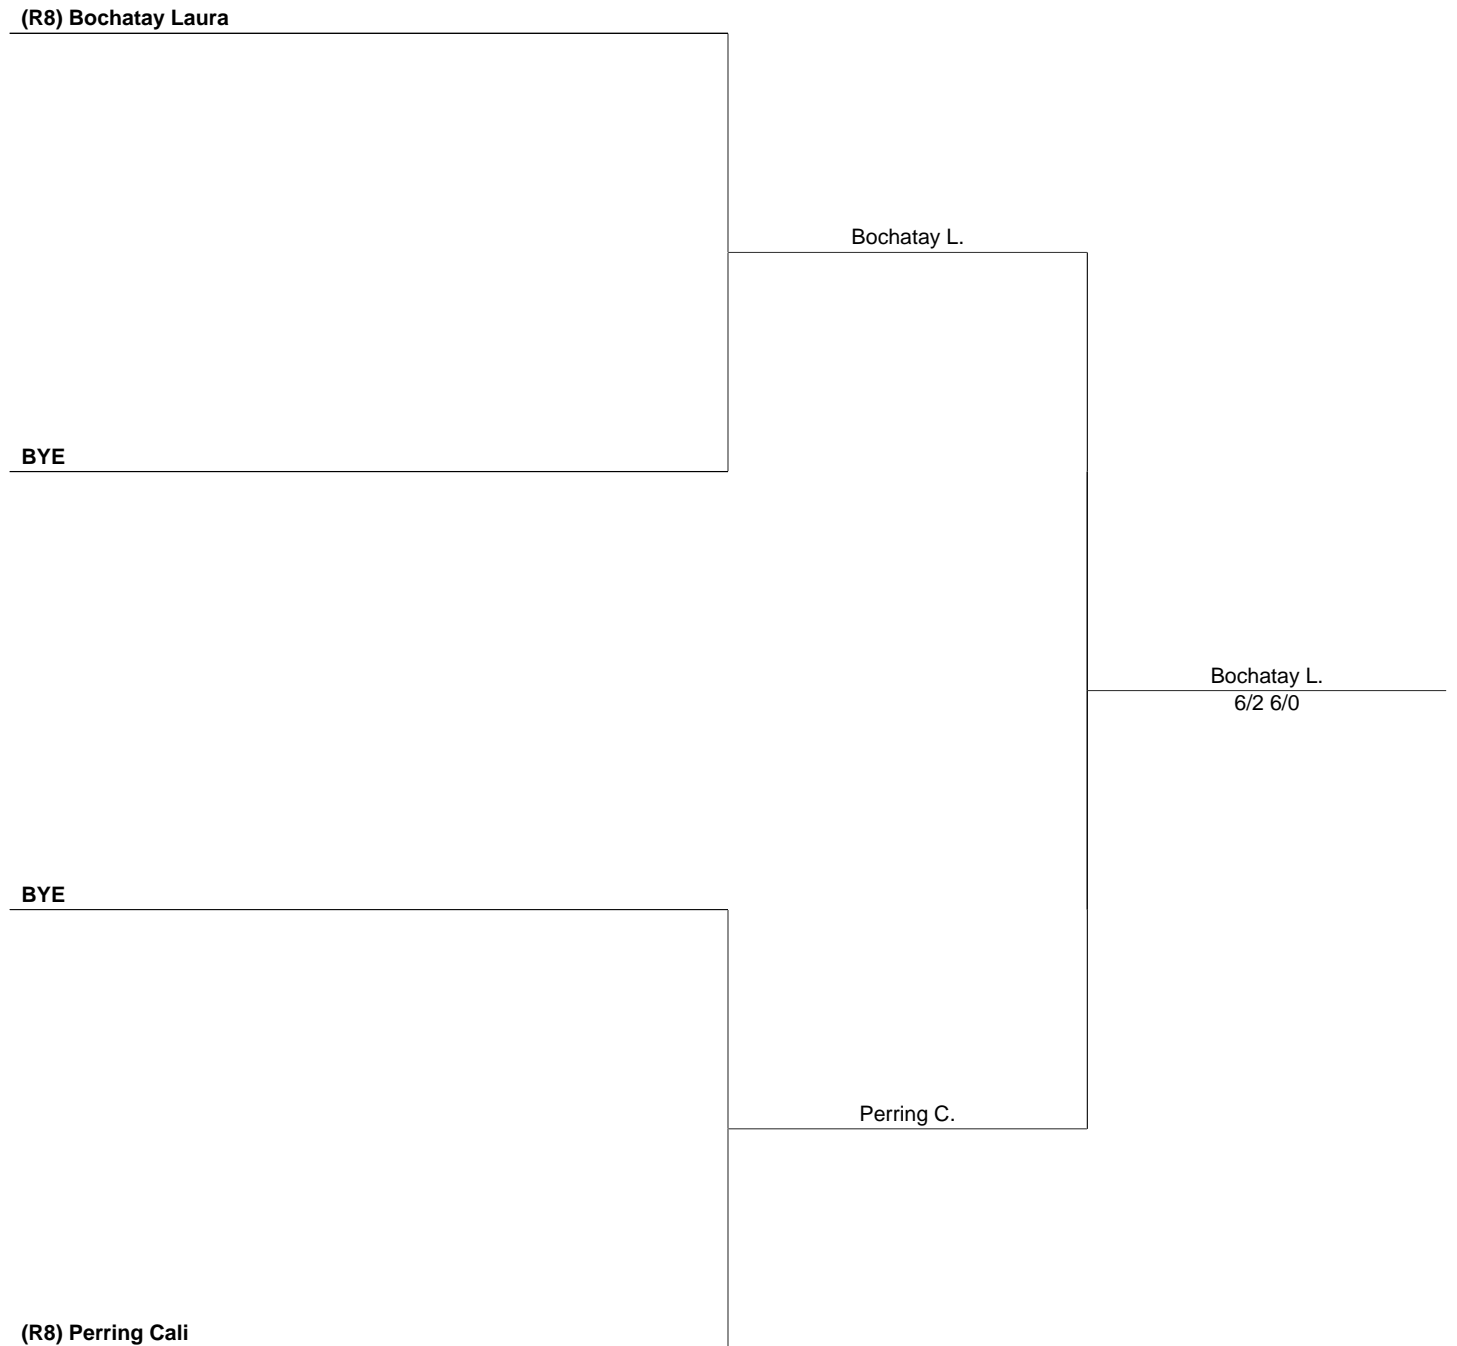 (R8) Bochatay Laura
Bochatay L.
BYE
Bochatay L.
6/2 6/0
BYE
Perring C.
(R8) Perring Cali